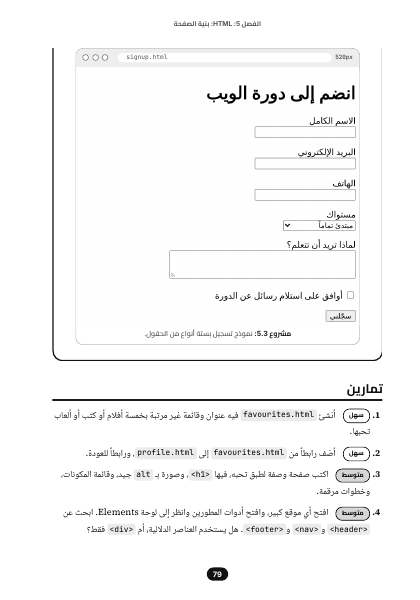 الفصل 5: HTML: بنية الصفحة
signup.html
520px
انضم إلى دورة الويب
الاسم الكامل
البريد الإلكتروني
الهاتف
مستواك
مبتدئ تماماً
لماذا تريد أن تتعلم؟
أوافق على استلام رسائل عن الدورة
سجّلني
مشروع 5.3: نموذج تسجيل بستة أنواع من الحقول.
تمارين
1. سهل أنشئ favourites.html فيه عنوان وقائمة غير مرتبة بخمسة أفلام أو كتب أو ألعاب
تحبها.
2. سهل أضف رابطاً من favourites.html إلى profile.html، ورابطاً للعودة.
3. متوسط اكتب صفحة وصفة لطبق تحبه، فيها <h1>، وصورة بـ alt جيد، وقائمة المكونات،
وخطوات مرقمة.
4. متوسط افتح أي موقع كبير، وافتح أدوات المطورين وانظر إلى لوحة Elements. ابحث عن
<header> و <nav> و <footer>. هل يستخدم العناصر الدلالية، أم <div> فقط؟
79